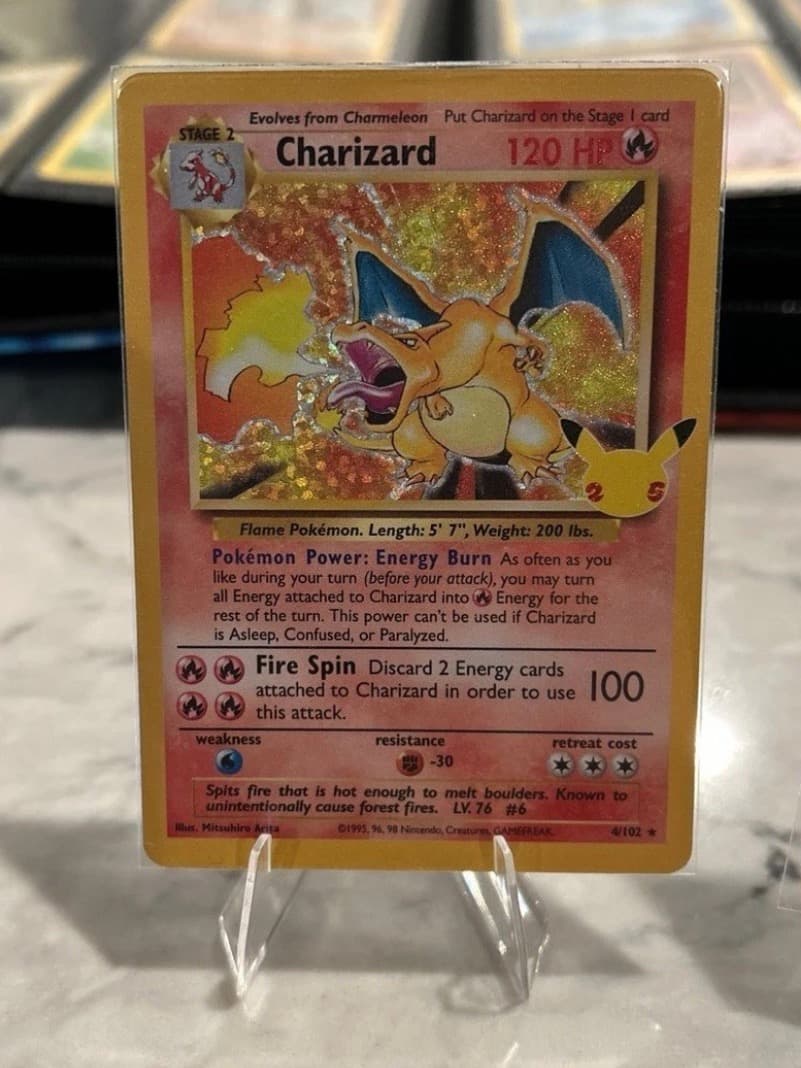 Evolves from Charmeleon Put Charizard on the Stage 1 card
STAGE 2
Charizard 120 HP
2 5
Flame Pokémon. Length: 5' 7", Weight: 200 lbs.
Pokémon Power: Energy Burn As often as you
like during your turn (before your attack), you may turn
all Energy attached to Charizard into Energy for the
rest of the turn. This power can't be used if Charizard
is Asleep, Confused, or Paralyzed.
Fire Spin Discard 2 Energy cards
attached to Charizard in order to use 100
this attack.
weakness resistance retreat cost
-30
Spits fire that is hot enough to melt boulders. Known to
unintentionally cause forest fires. LV. 76 #6
Illus. Mitsuhiro Arita ©1995, 96, 98 Nintendo, Creatures, GAMEFREAK. 4/102 ★